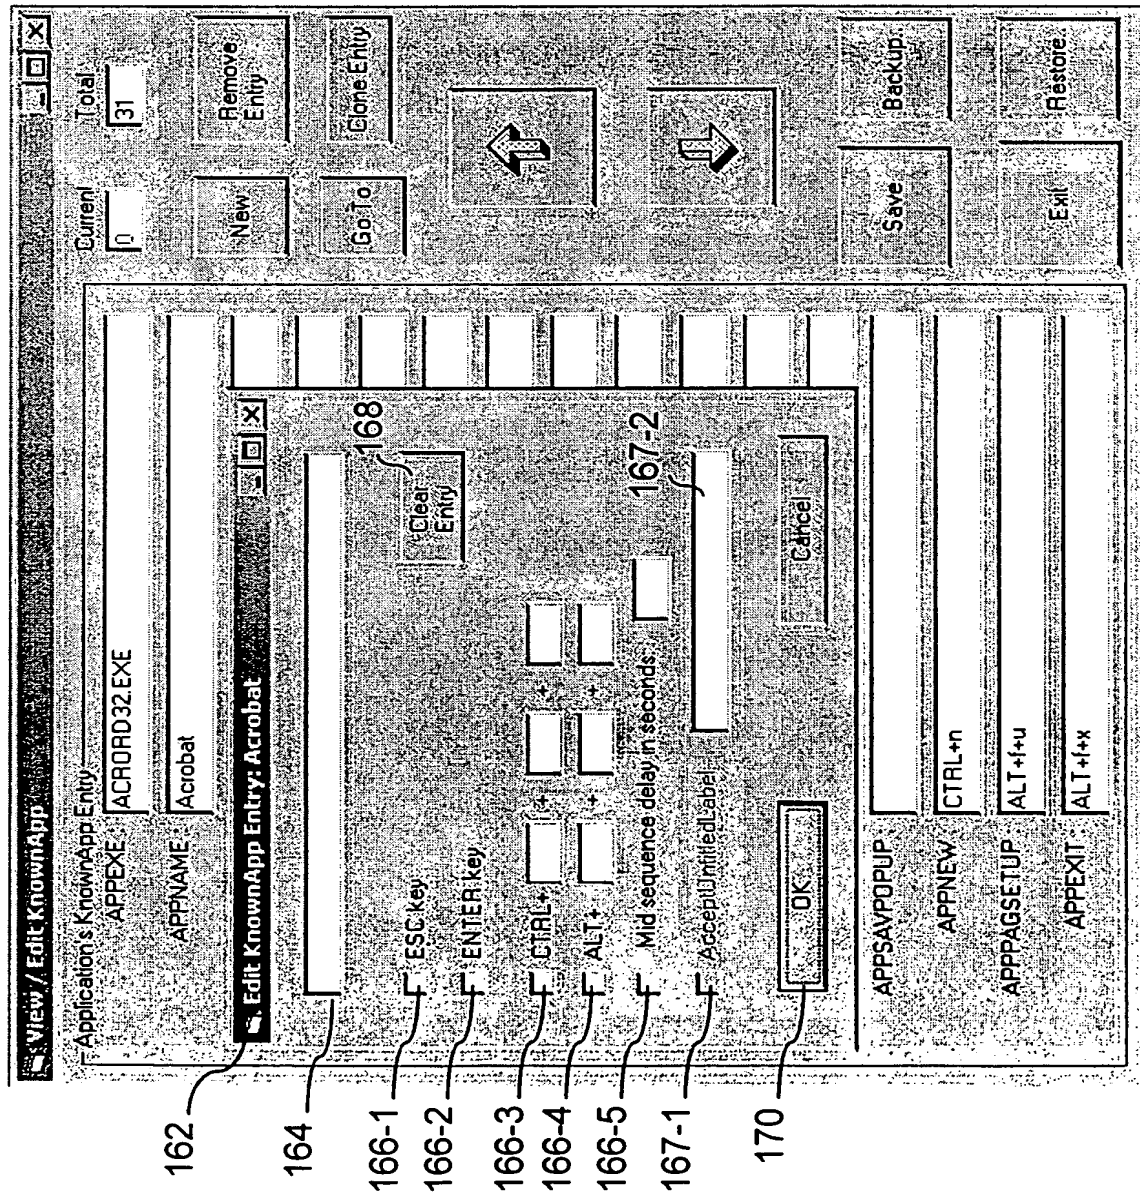 View / Edit KnownApp
Application's KnownApp Entry
APPEXE
ACRORD32.EXE
APPNAME
Acrobat
Curren
0
Total
31
New
Remove
Entry
Go To
Clone Entry
Save
Backup
Exit
Restore
Edit KnownApp Entry: Acrobat
Clear
Entry
ESC key
ENTER key
CTRL+ + +
ALT+ + +
Mid sequence delay in seconds
AcceptUntitledLabel
OK
Cancel
APPSAVPOPUP
APPNEW
CTRL+n
APPPAGSETUP
ALT+f+u
APPEXIT
ALT+f+x
162
164
166-1
166-2
166-3
166-4
166-5
167-1
170
168
167-2